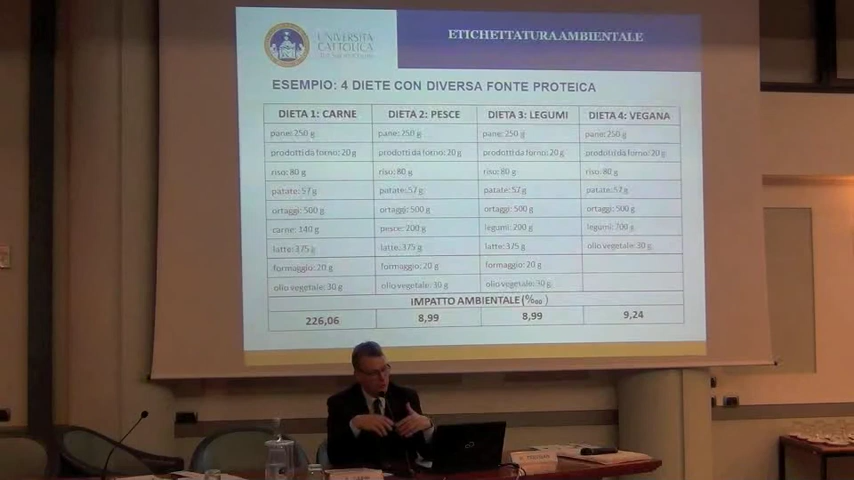 UNIVERSITÀ
CATTOLICA
ETICHETTATURA AMBIENTALE
ESEMPIO: 4 DIETE CON DIVERSA FONTE PROTEICA
DIETA 1: CARNE DIETA 2: PESCE DIETA 3: LEGUMI DIETA 4: VEGANA
pane: 250 g pane: 250 g pane: 250 g pane: 250 g
prodotti da forno: 20 g prodotti da forno: 20 g prodotti da forno: 20 g prodotti da forno: 20 g
riso: 80 g riso: 80 g riso: 80 g riso: 80 g
patate: 57 g patate: 57 g patate: 57 g patate: 57 g
ortaggi: 500 g ortaggi: 500 g ortaggi: 500 g ortaggi: 500 g
carne: 140 g pesce: 200 g legumi: 200 g legumi: 700 g
latte: 375 g latte: 375 g latte: 375 g olio vegetale: 30 g
formaggio: 20 g formaggio: 20 g formaggio: 20 g
olio vegetale: 30 g olio vegetale: 30 g olio vegetale: 30 g
IMPATTO AMBIENTALE
226,06 8,99 8,99 9,24